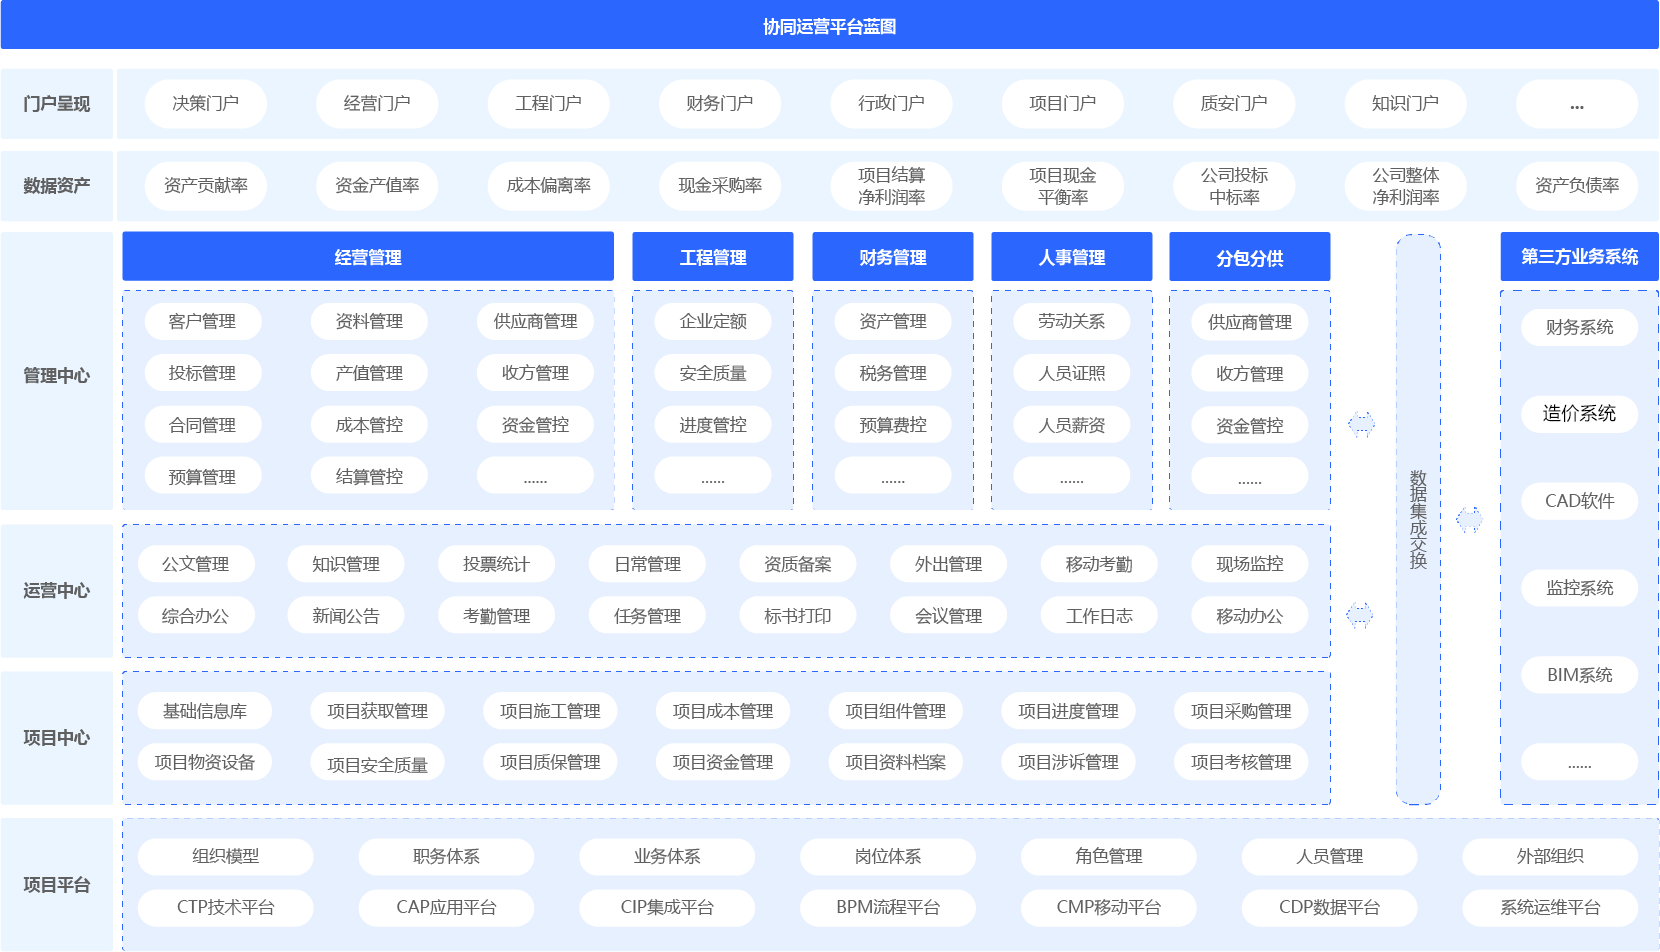 协同运营平台蓝图
门户呈现
决策门户
经营门户
工程门户
财务门户
行政门户
项目门户
质安门户
知识门户
...
数据资产
资产贡献率
资金产值率
成本偏离率
现金采购率
项目结算
净利润率
项目现金
平衡率
公司投标
中标率
公司整体
净利润率
资产负债率
管理中心
经营管理
客户管理
资料管理
供应商管理
投标管理
产值管理
收方管理
合同管理
成本管控
资金管控
预算管理
结算管控
......
工程管理
企业定额
安全质量
进度管控
......
财务管理
资产管理
税务管理
预算费控
......
人事管理
劳动关系
人员证照
人员薪资
......
分包分供
供应商管理
收方管理
资金管控
......
数据集成交换
第三方业务系统
财务系统
造价系统
CAD软件
监控系统
BIM系统
......
运营中心
公文管理
知识管理
投票统计
日常管理
资质备案
外出管理
移动考勤
现场监控
综合办公
新闻公告
考勤管理
任务管理
标书打印
会议管理
工作日志
移动办公
项目中心
基础信息库
项目获取管理
项目施工管理
项目成本管理
项目组件管理
项目进度管理
项目采购管理
项目物资设备
项目安全质量
项目质保管理
项目资金管理
项目资料档案
项目涉诉管理
项目考核管理
项目平台
组织模型
职务体系
业务体系
岗位体系
角色管理
人员管理
外部组织
CTP技术平台
CAP应用平台
CIP集成平台
BPM流程平台
CMP移动平台
CDP数据平台
系统运维平台